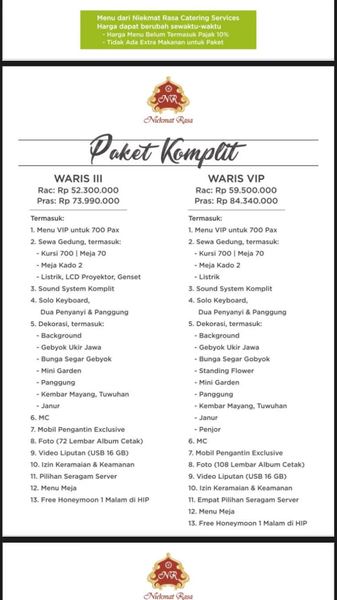 Menu dari Niekmat Rasa Catering Services
Harga dapat berubah sewaktu-waktu
- Harga Menu Belum Termasuk Pajak 10%
- Tidak Ada Extra Makanan untuk Paket
NR
Niekmat Rasa
Paket Komplit
WARIS III
Rac: Rp 52.300.000
Pras: Rp 73.990.000
Termasuk:
1. Menu VIP untuk 700 Pax
2. Sewa Gedung, termasuk:
- Kursi 700 | Meja 70
- Meja Kado 2
- Listrik, LCD Proyektor, Genset
3. Sound System Komplit
4. Solo Keyboard,
Dua Penyanyi & Panggung
5. Dekorasi, termasuk:
- Background
- Gebyok Ukir Jawa
- Bunga Segar Gebyok
- Mini Garden
- Panggung
- Kembar Mayang, Tuwuhan
- Janur
6. MC
7. Mobil Pengantin Exclusive
8. Foto (72 Lembar Album Cetak)
9. Video Liputan (USB 16 GB)
10. Izin Keramaian & Keamanan
11. Pilihan Seragam Server
12. Menu Meja
13. Free Honeymoon 1 Malam di HIP
WARIS VIP
Rac: Rp 59.500.000
Pras: Rp 84.340.000
Termasuk:
1. Menu VIP untuk 700 Pax
2. Sewa Gedung, termasuk:
- Kursi 700 | Meja 70
- Meja Kado 2
- Listrik
3. Sound System Komplit
4. Solo Keyboard,
Dua Penyanyi & Panggung
5. Dekorasi, termasuk:
- Background
- Gebyok Ukir Jawa
- Bunga Segar Gobyok
- Standing Flower
- Mini Garden
- Panggung
- Kembar Mayang, Tuwuhan
- Janur
- Penjor
6. MC
7. Mobil Pengantin Exclusive
8. Foto (108 Lembar Album Cetak)
9. Video Liputan (USB 16 GB)
10. Izin Keramaian & Keamanan
11. Empat Pilihan Seragam Server
12. Menu Meja
13. Free Honeymoon 1 Malam di HIP
NR
Niekmat Rasa